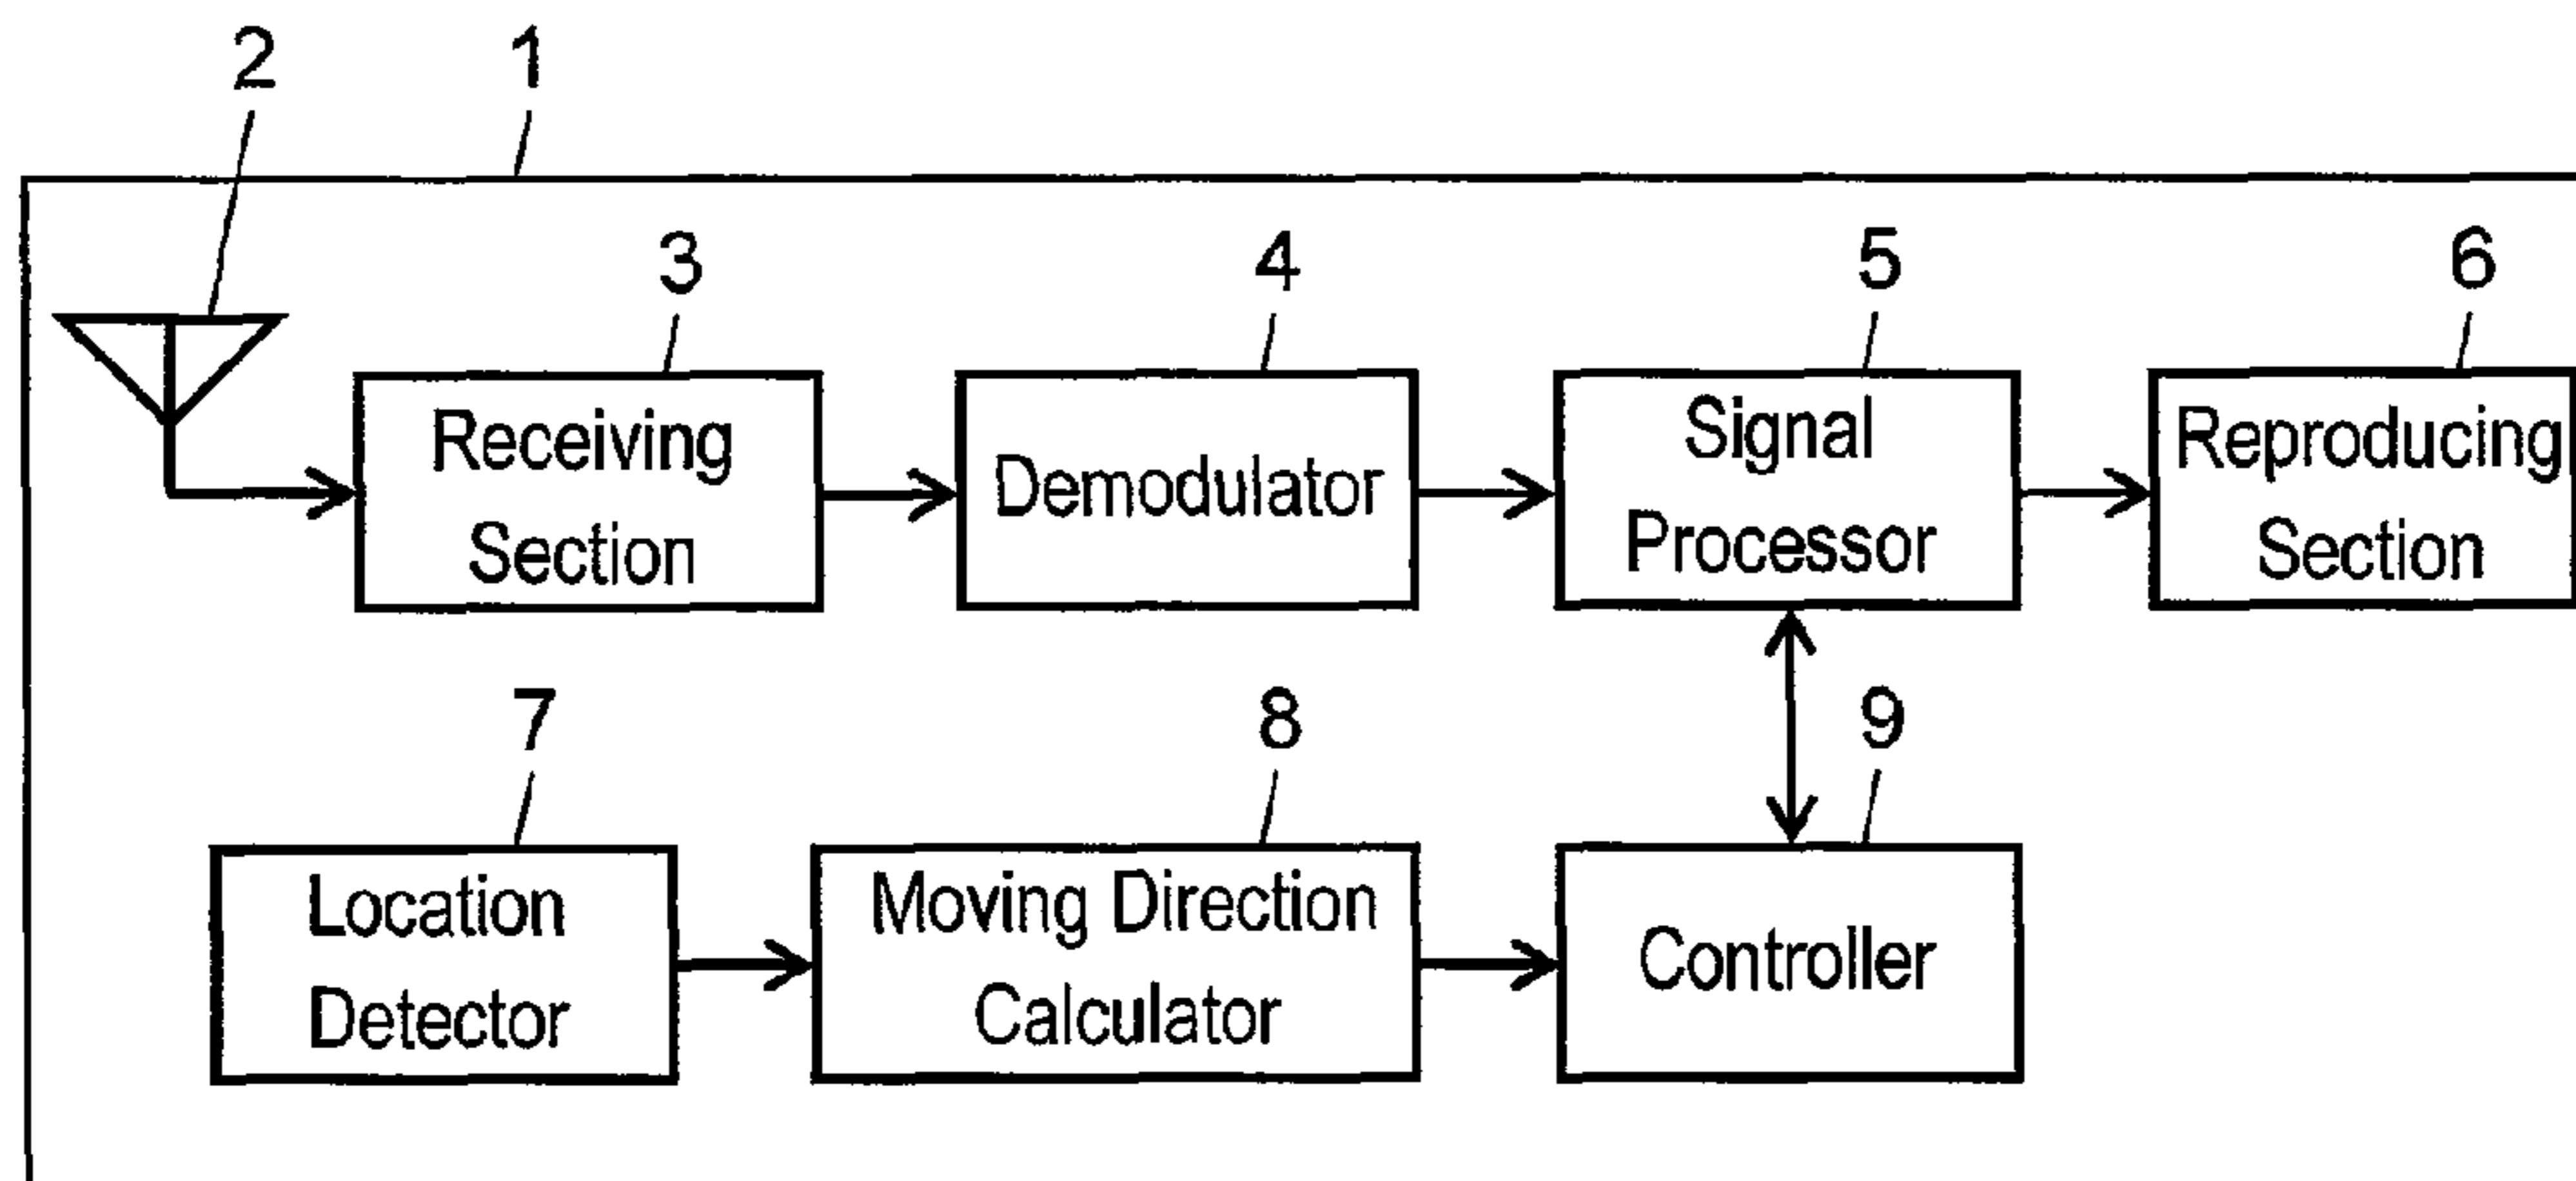 2
1
3
4
5
6
Receiving
Section
Demodulator
Signal
Processor
Reproducing
Section
7
8
9
Location
Detector
Moving Direction
Calculator
Controller